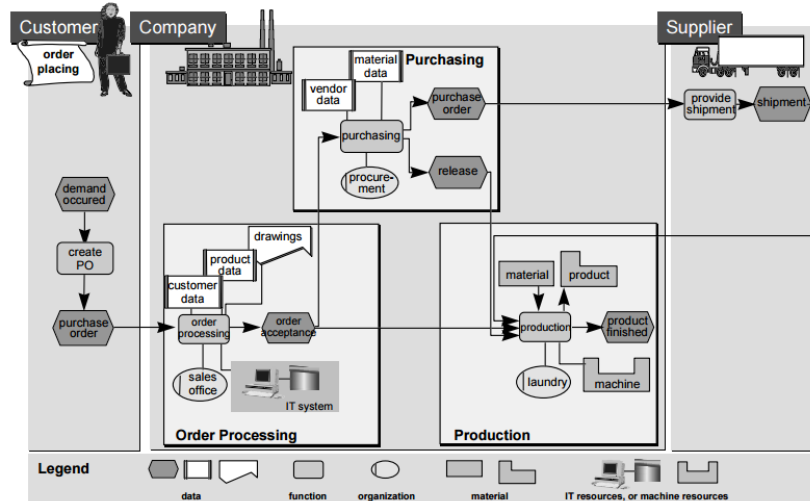 Customer
Company
Supplier
order
placing
Purchasing
material
data
vendor
data
purchasing
purchase
order
release
procure-
ment
provide
shipment
shipment
demand
occured
create
PO
purchase
order
drawings
product
data
customer
data
order
processing
order
acceptance
sales
office
IT system
Order Processing
material
product
production
product
finished
laundry
machine
Production
Legend
data
function
organization
material
IT resources, or machine resources